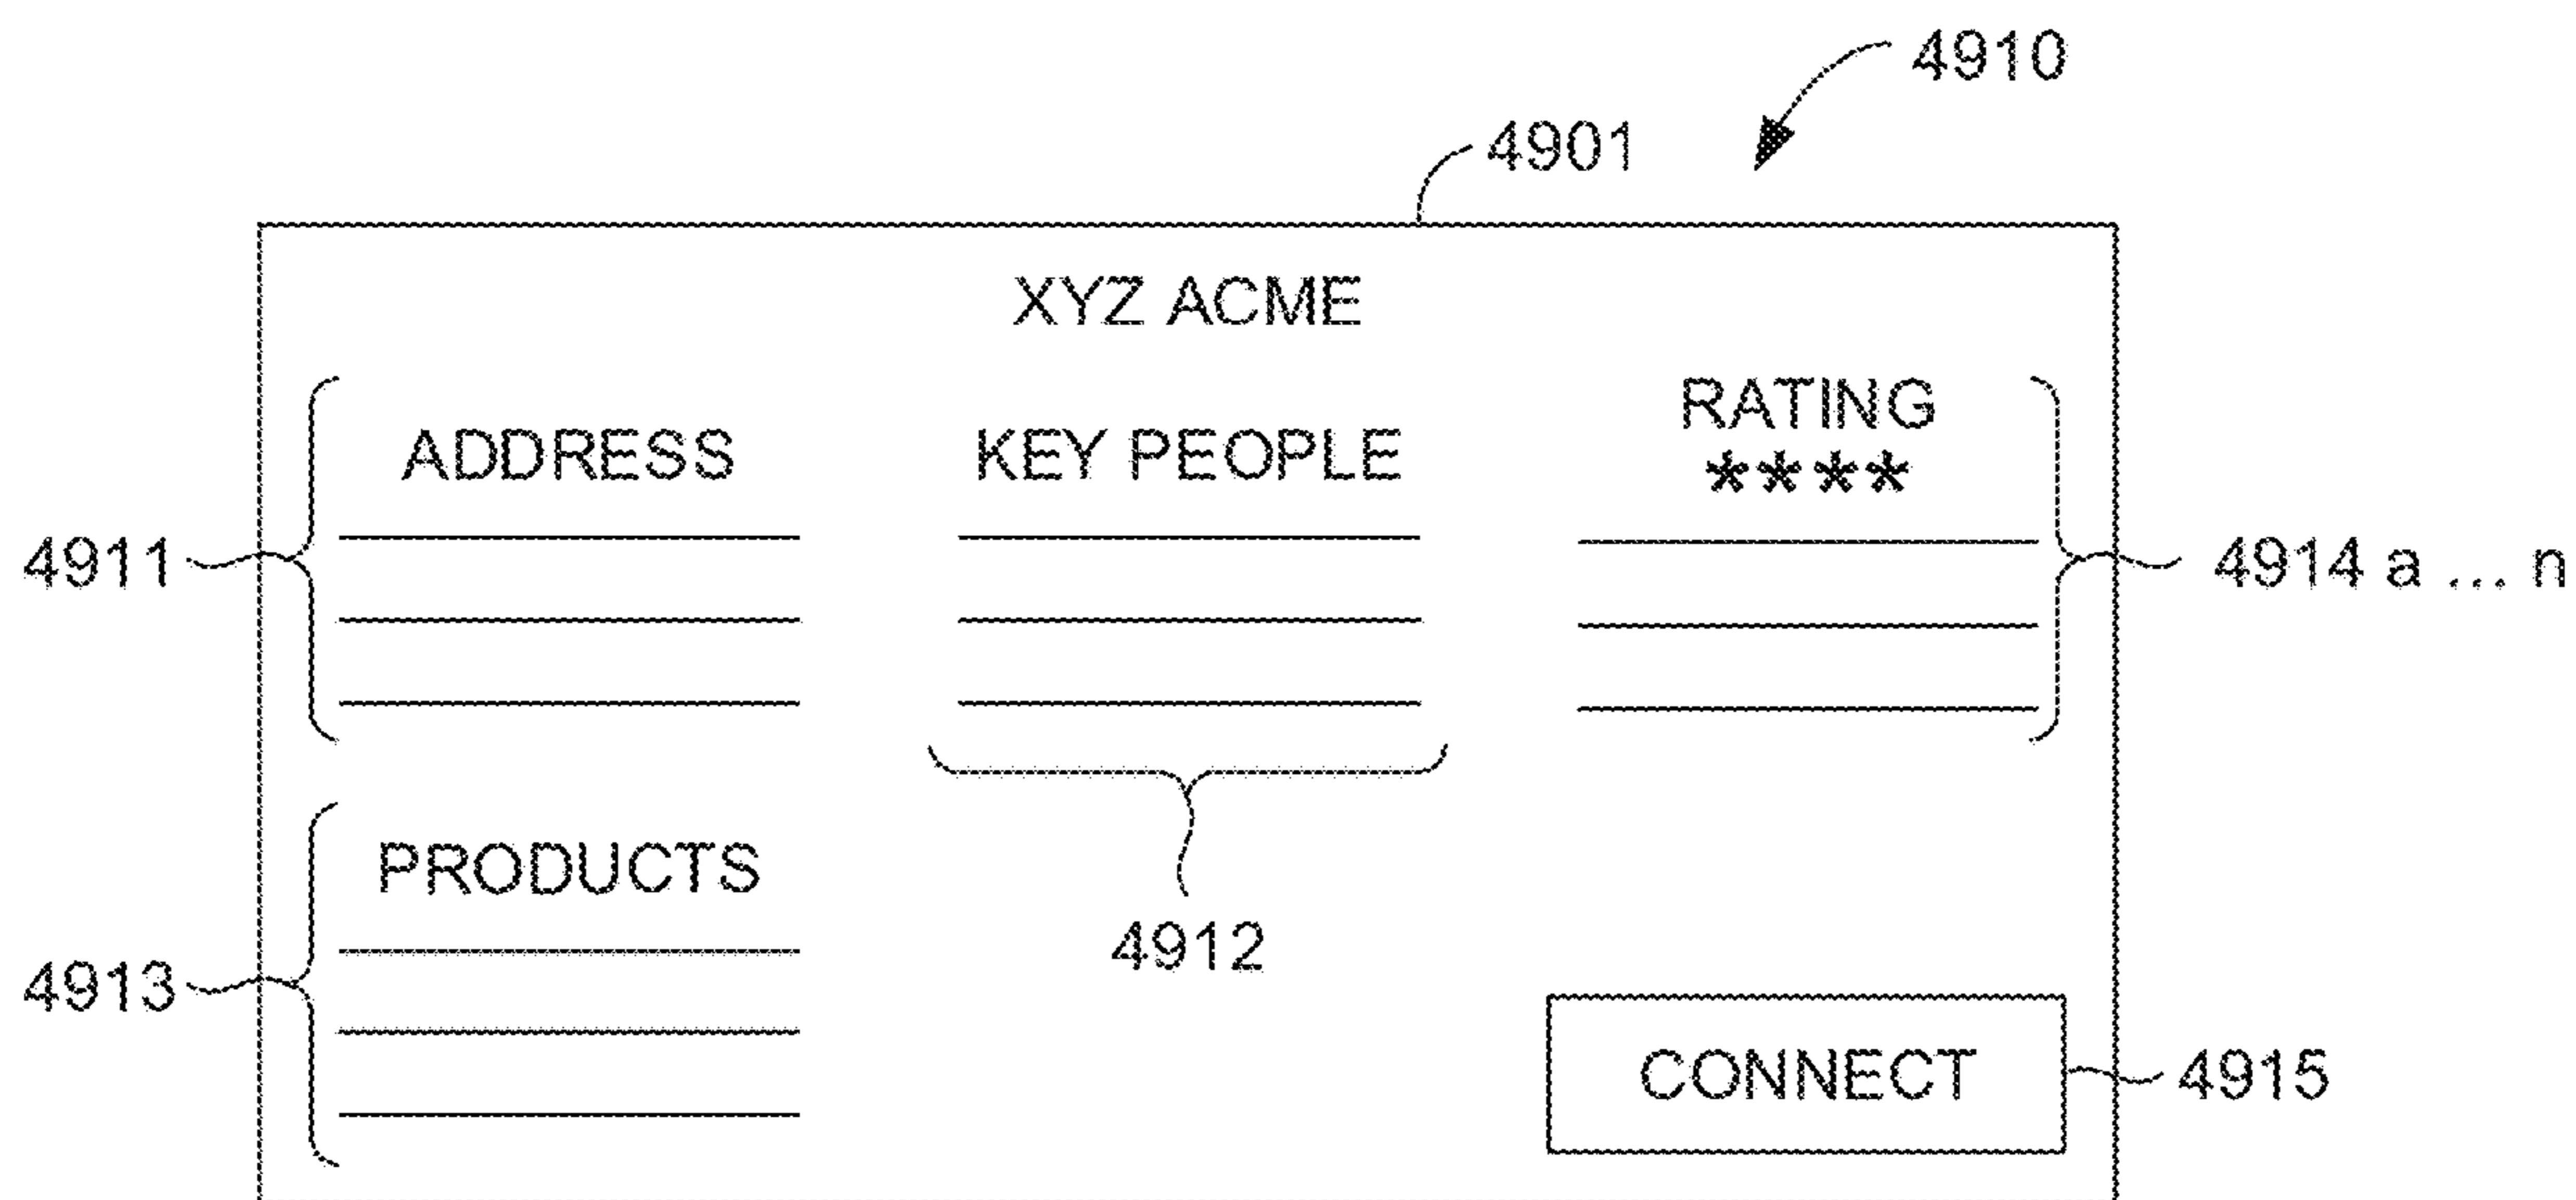 4910
4901
XYZ ACME
ADDRESS
KEY PEOPLE
RATING
****
4911
4914 a ... n
PRODUCTS
4912
4913
CONNECT
4915